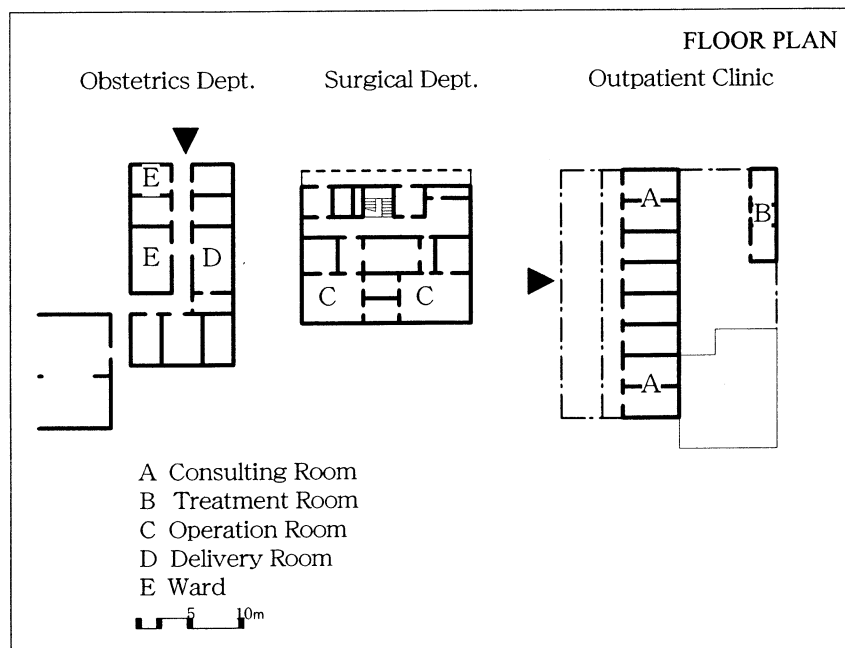 FLOOR PLAN
Obstetrics Dept. Surgical Dept. Outpatient Clinic
E
A
B
E D
C C
A
A Consulting Room
B Treatment Room
C Operation Room
D Delivery Room
E Ward
5 10m